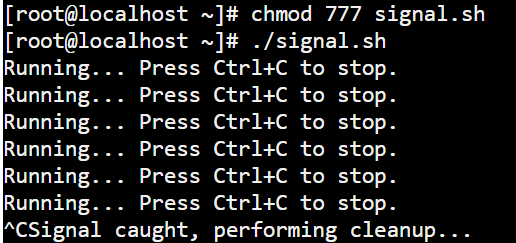 [root@localhost ~]# chmod 777 signal.sh
[root@localhost ~]# ./signal.sh
Running... Press Ctrl+C to stop.
Running... Press Ctrl+C to stop.
Running... Press Ctrl+C to stop.
Running... Press Ctrl+C to stop.
Running... Press Ctrl+C to stop.
Running... Press Ctrl+C to stop.
^CSignal caught, performing cleanup...